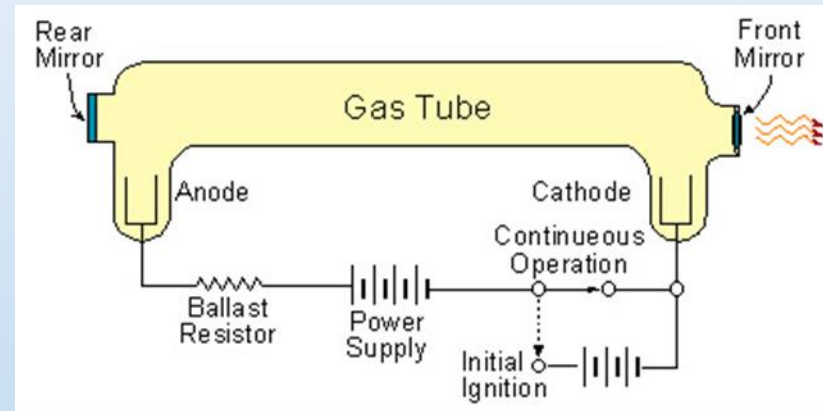 Rear
Mirror
Front
Mirror
Gas Tube
Anode
Cathode
Continueous
Operation
Ballast
Resistor
Power
Supply
Initial
Ignition